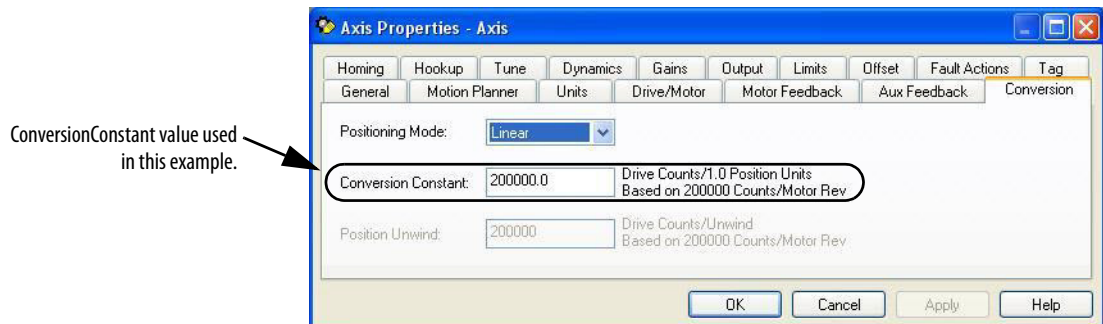 Axis Properties - Axis
Homing Hookup Tune Dynamics Gains Output Limits Offset Fault Actions Tag
General Motion Planner Units Drive/Motor Motor Feedback Aux Feedback Conversion
ConversionConstant value used
in this example.
Positioning Mode: Linear
Conversion Constant: 200000.0 Drive Counts/1.0 Position Units
Based on 200000 Counts/Motor Rev
Position Unwind: 200000 Drive Counts/Unwind
Based on 200000 Counts/Motor Rev
OK Cancel Apply Help